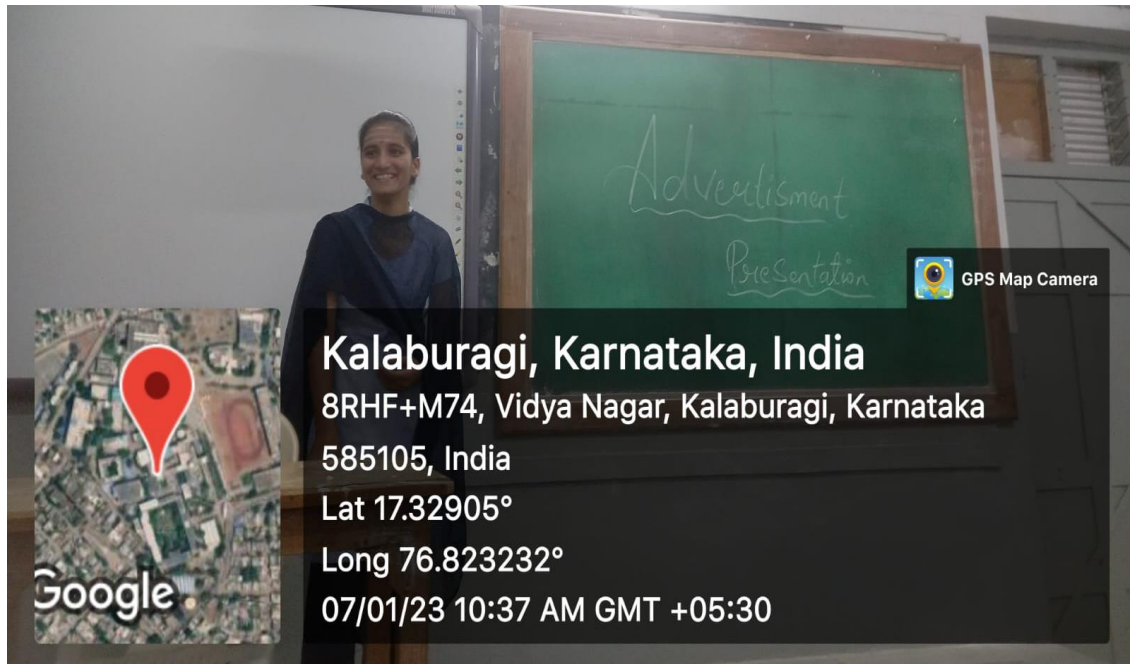 Advertisment
Presentation
GPS Map Camera
Kalaburagi, Karnataka, India
8RHF+M74, Vidya Nagar, Kalaburagi, Karnataka
585105, India
Lat 17.32905°
Long 76.823232°
07/01/23 10:37 AM GMT +05:30
Google